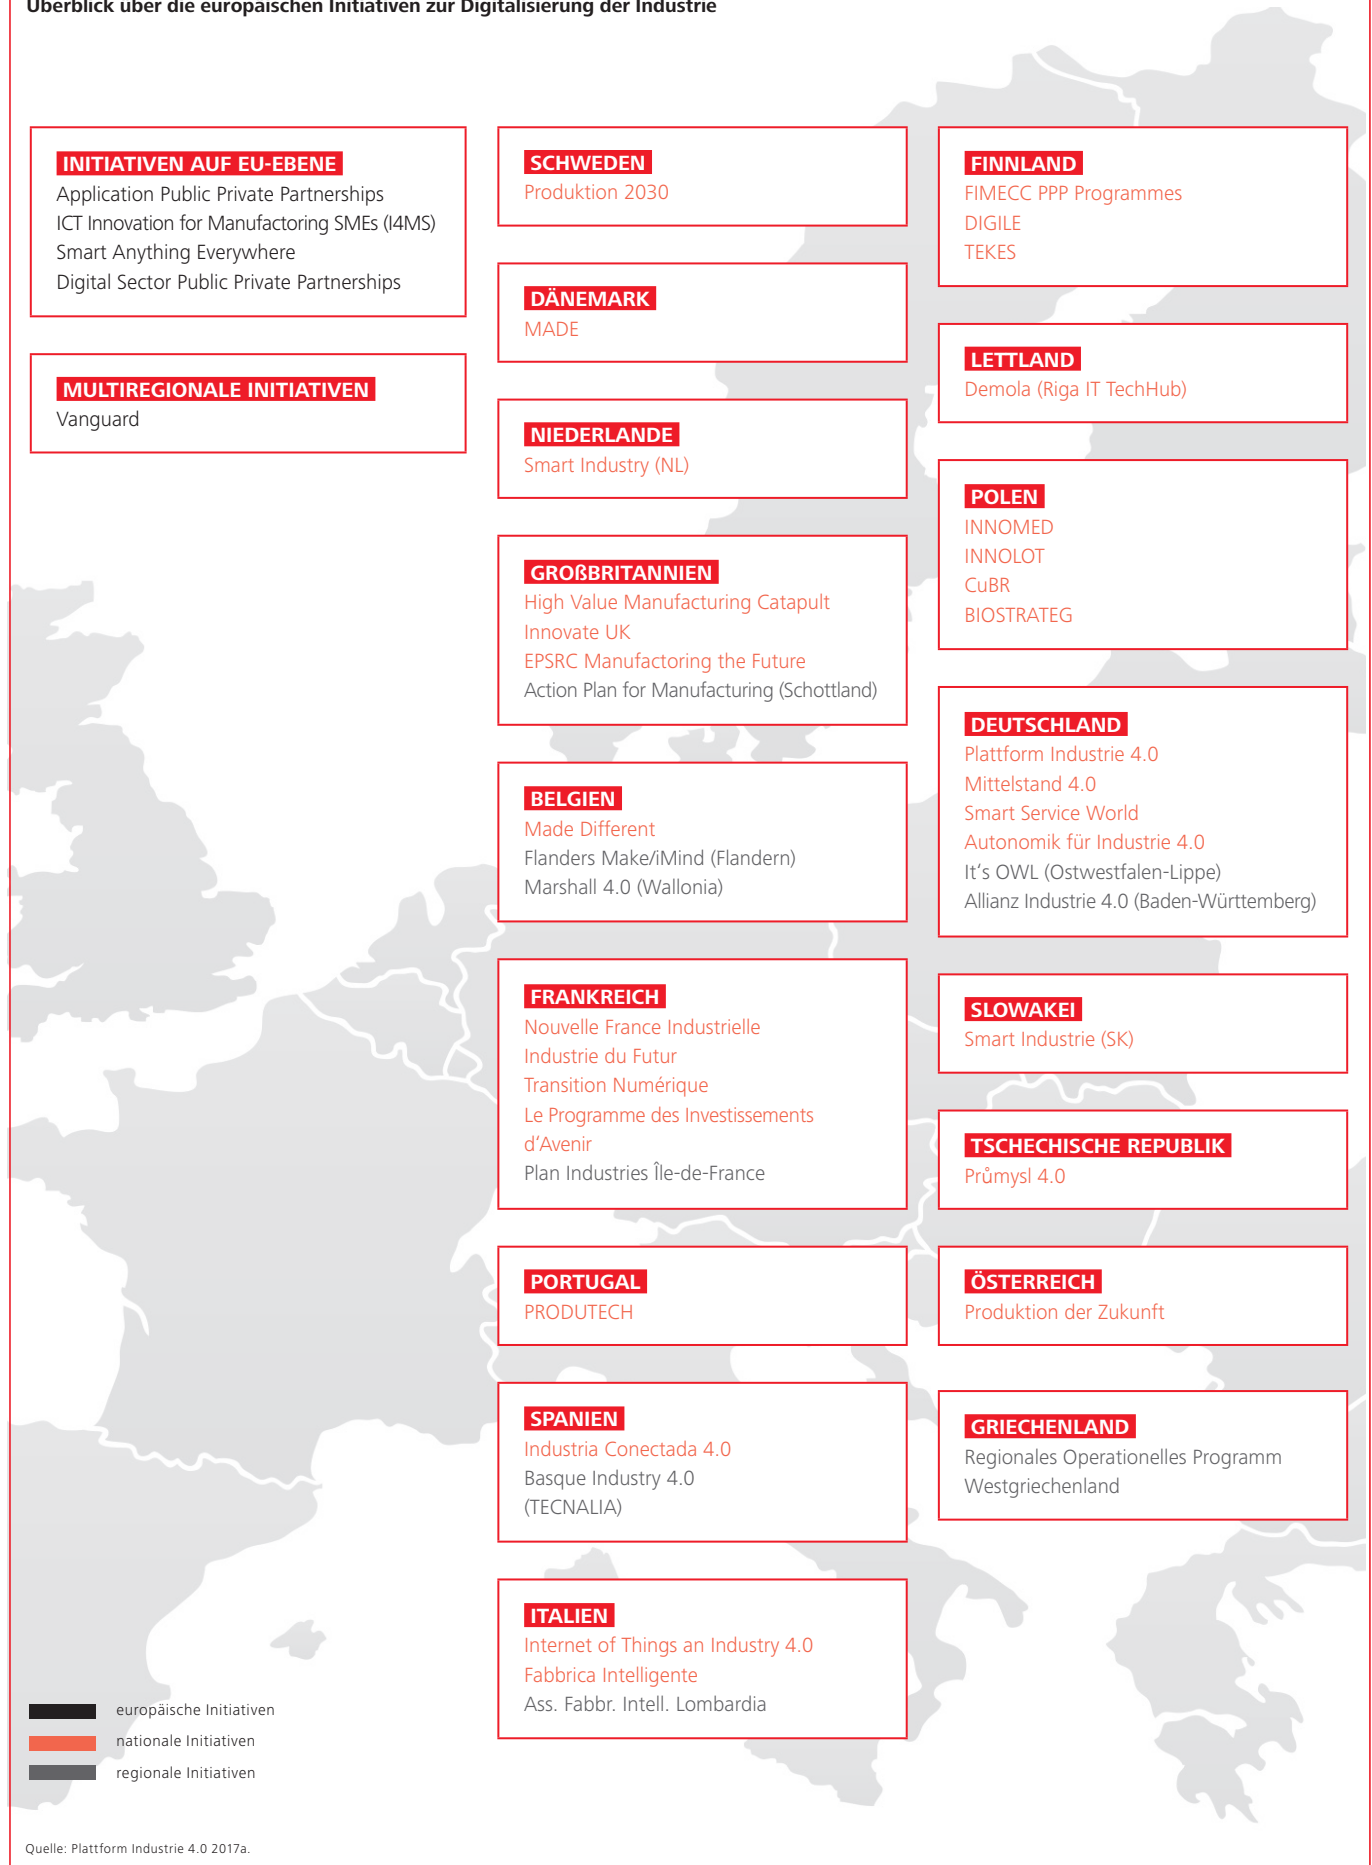 Überblick über die europäischen Initiativen zur Digitalisierung der Industrie
INITIATIVEN AUF EU-EBENE
Application Public Private Partnerships
ICT Innovation for Manufactoring SMEs (I4MS)
Smart Anything Everywhere
Digital Sector Public Private Partnerships
MULTIREGIONALE INITIATIVEN
Vanguard
SCHWEDEN
Produktion 2030
DÄNEMARK
MADE
NIEDERLANDE
Smart Industry (NL)
GROßBRITANNIEN
High Value Manufacturing Catapult
Innovate UK
EPSRC Manufactoring the Future
Action Plan for Manufacturing (Schottland)
BELGIEN
Made Different
Flanders Make/iMind (Flandern)
Marshall 4.0 (Wallonia)
FRANKREICH
Nouvelle France Industrielle
Industrie du Futur
Transition Numérique
Le Programme des Investissements
d‘Avenir
Plan Industries Île-de-France
PORTUGAL
PRODUTECH
SPANIEN
Industria Conectada 4.0
Basque Industry 4.0
(TECNALIA)
ITALIEN
Internet of Things an Industry 4.0
Fabbrica Intelligente
Ass. Fabbr. Intell. Lombardia
FINNLAND
FIMECC PPP Programmes
DIGILE
TEKES
LETTLAND
Demola (Riga IT TechHub)
POLEN
INNOMED
INNOLOT
CuBR
BIOSTRATEG
DEUTSCHLAND
Plattform Industrie 4.0
Mittelstand 4.0
Smart Service World
Autonomik für Industrie 4.0
It‘s OWL (Ostwestfalen-Lippe)
Allianz Industrie 4.0 (Baden-Württemberg)
SLOWAKEI
Smart Industrie (SK)
TSCHECHISCHE REPUBLIK
Průmysl 4.0
ÖSTERREICH
Produktion der Zukunft
GRIECHENLAND
Regionales Operationelles Programm
Westgriechenland
europäische Initiativen
nationale Initiativen
regionale Initiativen
Quelle: Plattform Industrie 4.0 2017a.